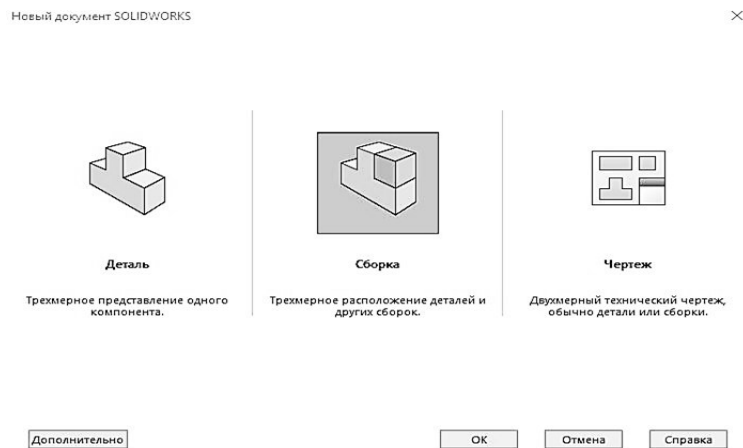 Новый документ SOLIDWORKS
Деталь
Трехмерное представление одного
компонента.
Сборка
Трехмерное расположение деталей и
других сборок.
Чертеж
Двухмерный технический чертеж,
обычно детали или сборки.
Дополнительно
ОК
Отмена
Справка